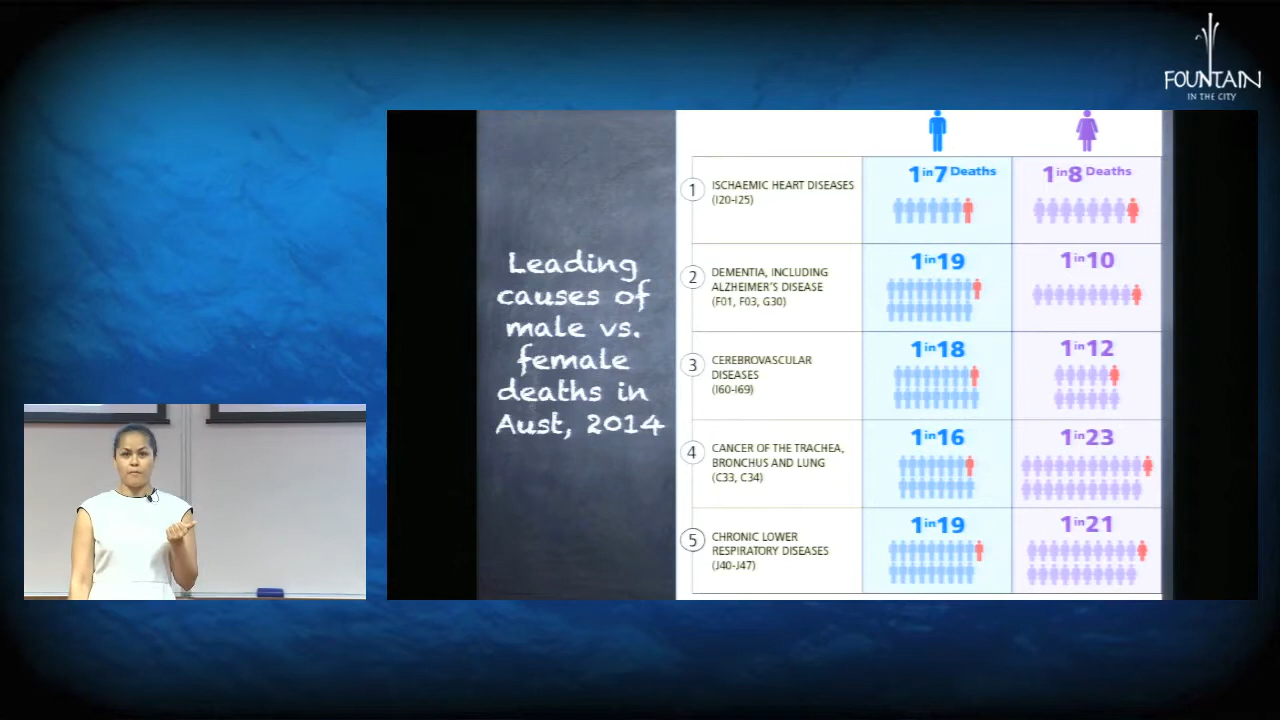 FOUNTAIN
IN THE CITY
Leading
causes of
male vs.
female
deaths in
Aust, 2014
1
ISCHAEMIC HEART DISEASES
(I20-I25)
1 in 7 Deaths
1 in 8 Deaths
2
DEMENTIA, INCLUDING
ALZHEIMER'S DISEASE
(F01, F03, G30)
1 in 19
1 in 10
3
CEREBROVASCULAR
DISEASES
(I60-I69)
1 in 18
1 in 12
4
CANCER OF THE TRACHEA,
BRONCHUS AND LUNG
(C33, C34)
1 in 16
1 in 23
5
CHRONIC LOWER
RESPIRATORY DISEASES
(J40-J47)
1 in 19
1 in 21